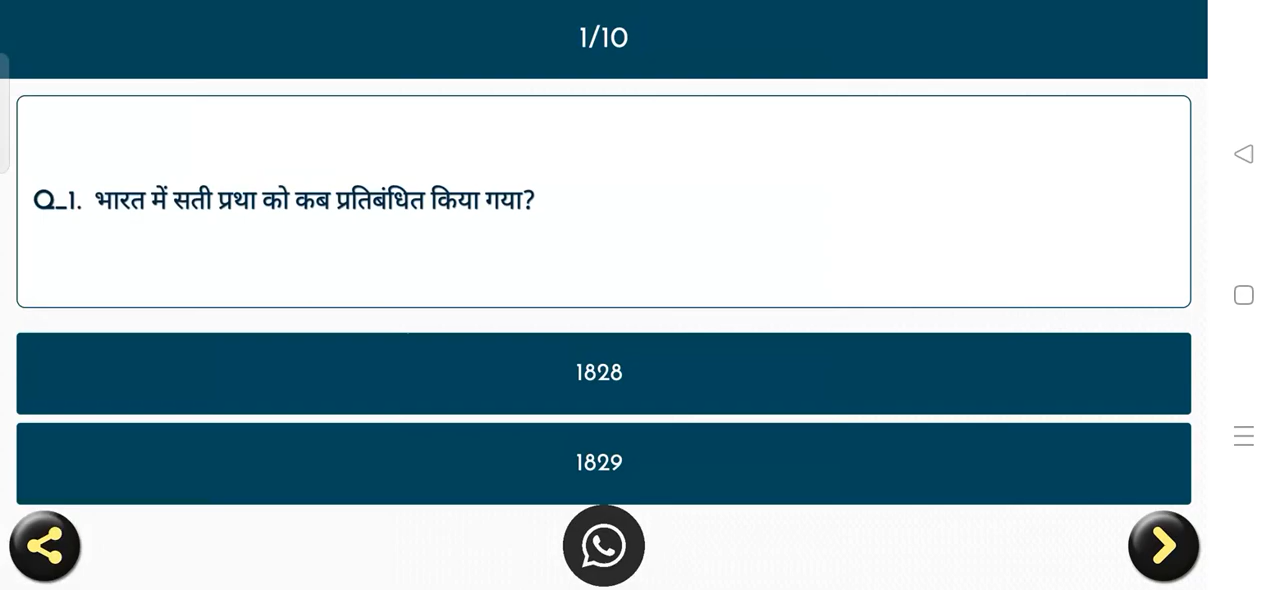 1/10
Q_1. भारत में सती प्रथा को कब प्रतिबंधित किया गया?
1828
1829